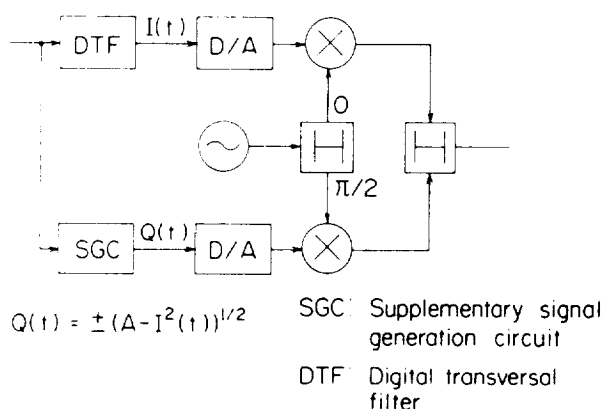 DTF
I(t)
D/A
0
π/2
SGC
Q(t)
D/A
Q(t) = ±(A-I²(t))^1/2
SGC: Supplementary signal
generation circuit
DTF: Digital transversal
filter